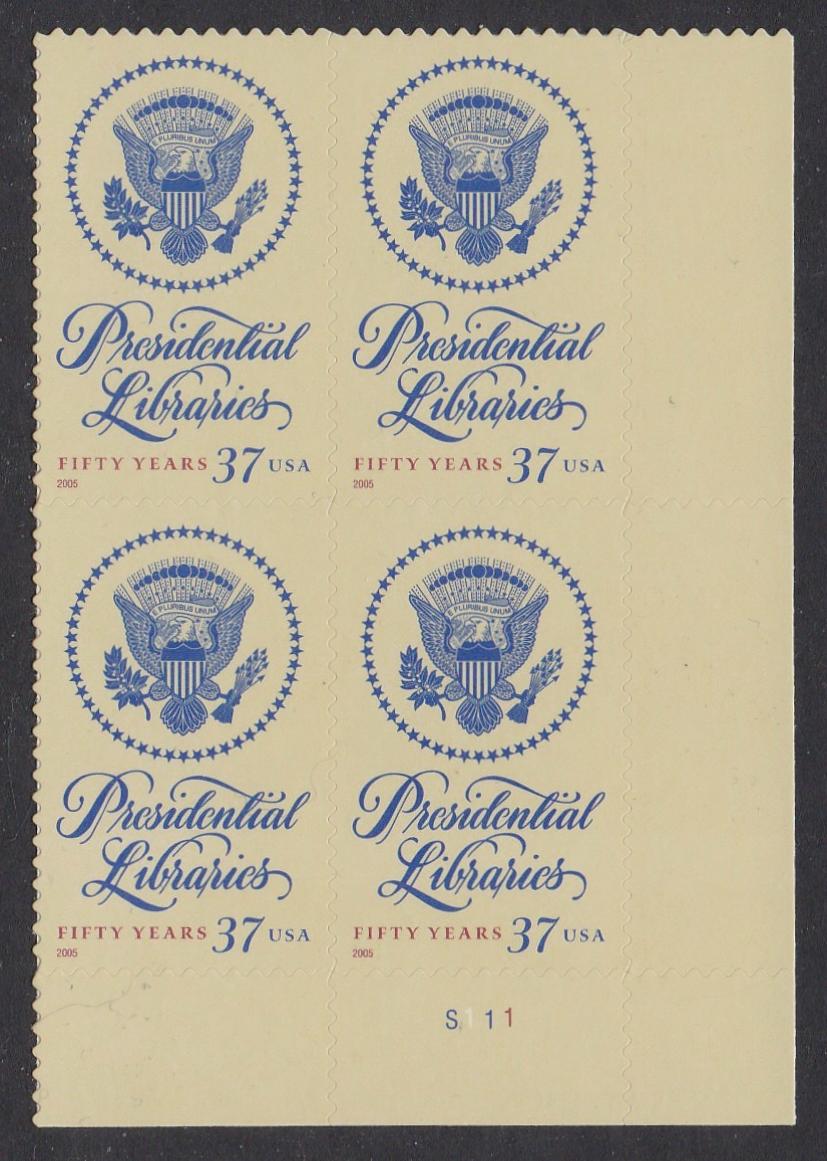 E PLURIBUS UNUM
Presidential
Libraries
FIFTY YEARS 37 USA
2005
E PLURIBUS UNUM
Presidential
Libraries
FIFTY YEARS 37 USA
2005
E PLURIBUS UNUM
Presidential
Libraries
FIFTY YEARS 37 USA
2005
E PLURIBUS UNUM
Presidential
Libraries
FIFTY YEARS 37 USA
2005
S111